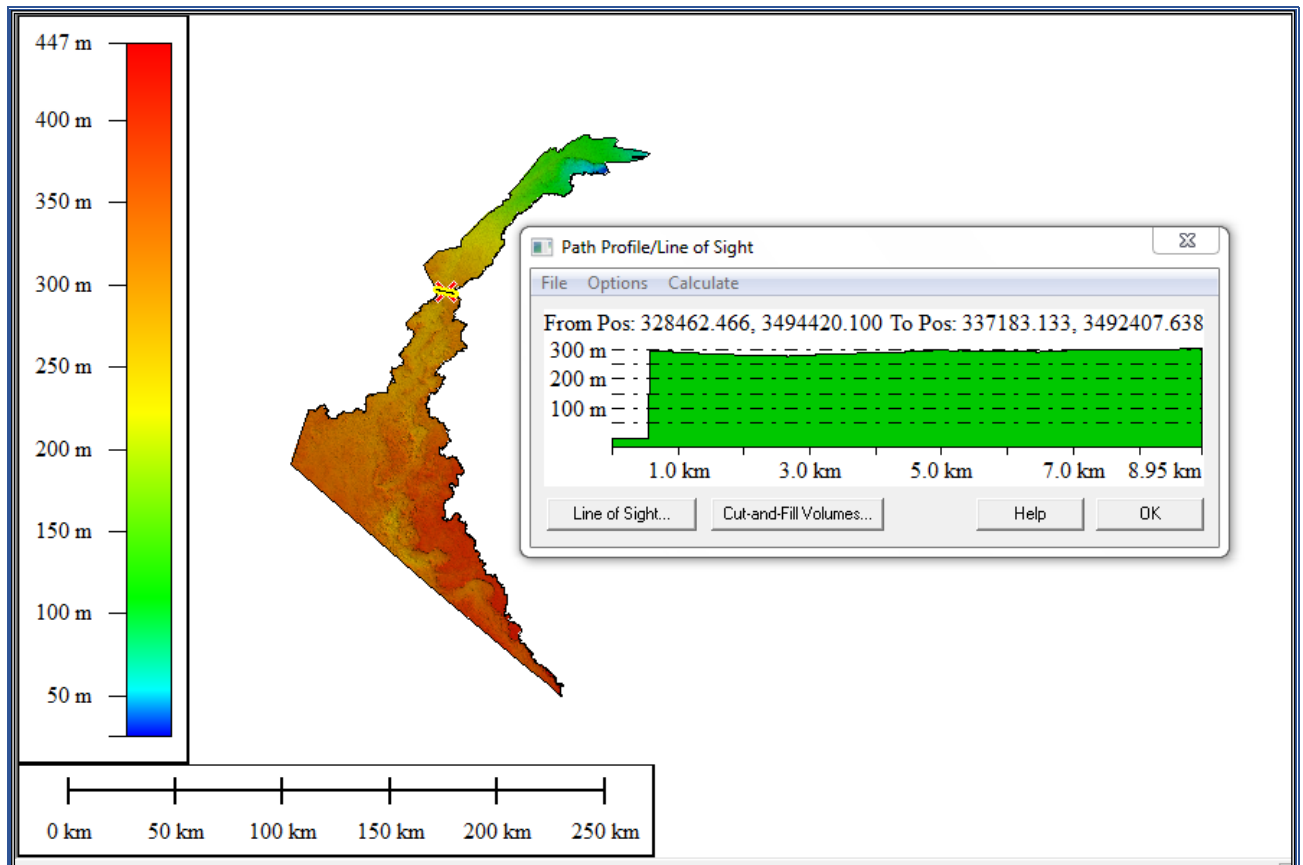 447 m
400 m
350 m
300 m
250 m
200 m
150 m
100 m
50 m
Path Profile/Line of Sight
File Options Calculate
From Pos: 328462.466, 3494420.100 To Pos: 337183.133, 3492407.638
300 m
200 m
100 m
1.0 km 3.0 km 5.0 km 7.0 km 8.95 km
Line of Sight... Cut-and-Fill Volumes... Help OK
0 km 50 km 100 km 150 km 200 km 250 km